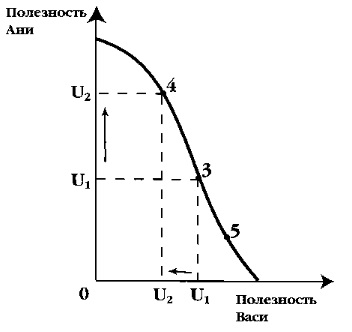 Полезность
Ани
4
U₂
3
U₁
5
0
U₂ U₁
Полезность
Васи